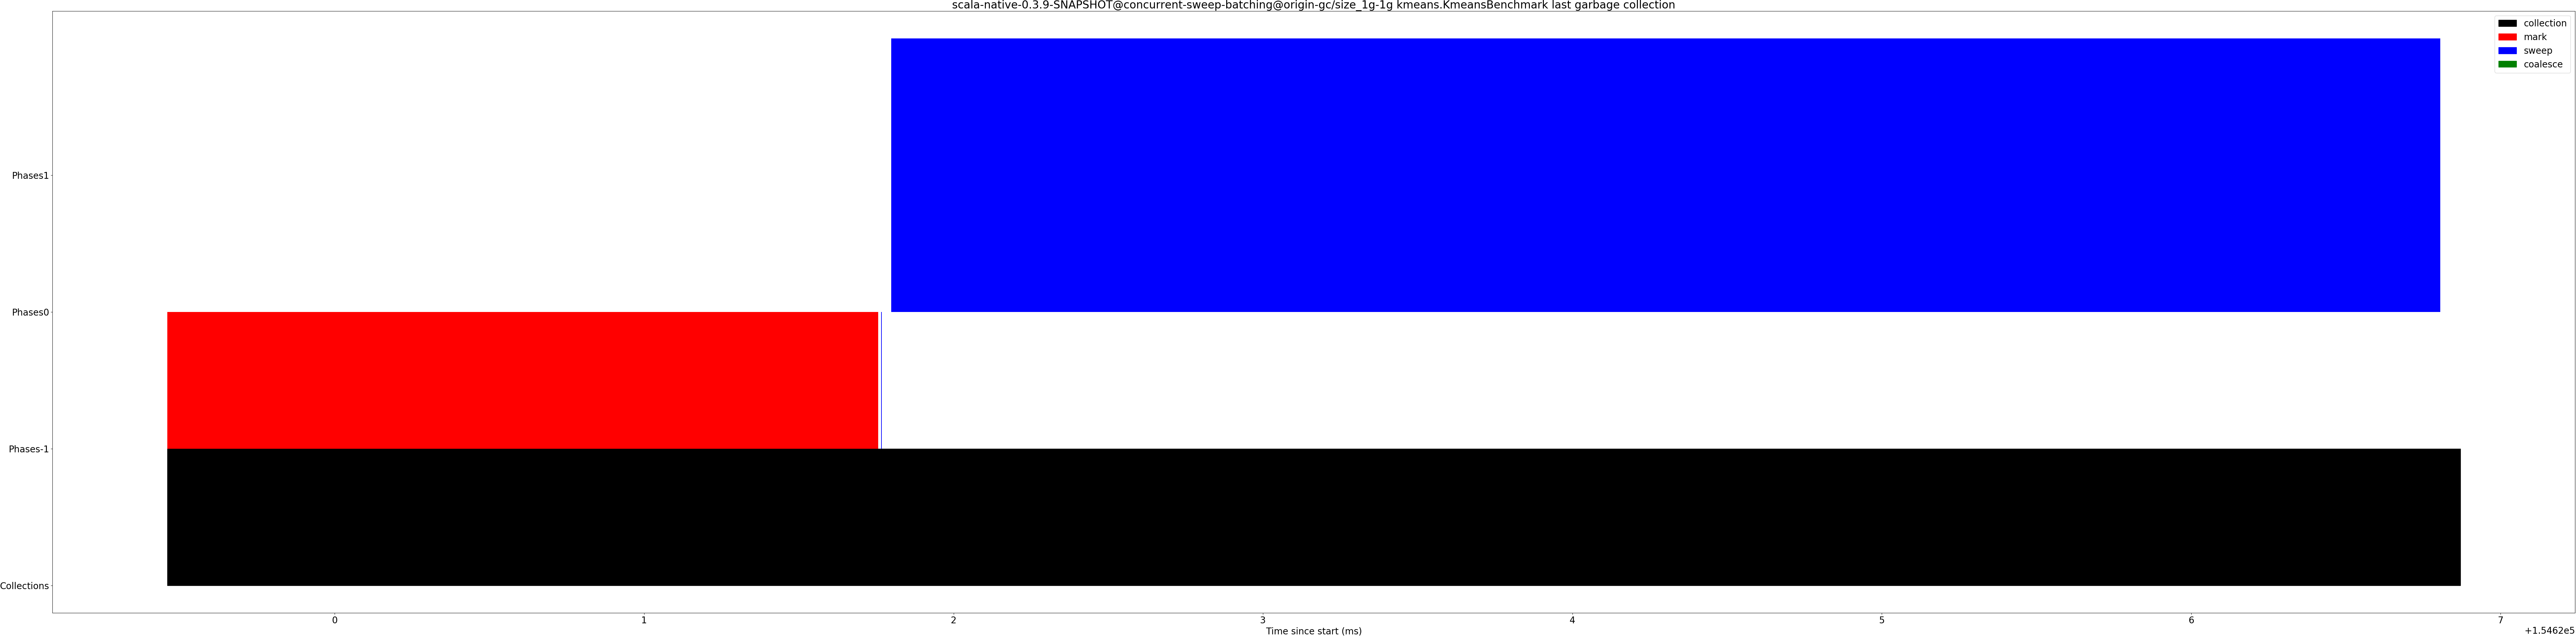 scala-native-0.3.9-SNAPSHOT@concurrent-sweep-batching@origin-gc/size_1g-1g kmeans.KmeansBenchmark last garbage collection
collection
mark
sweep
coalesce
Phases1
Phases0
Phases-1
Collections
0 1 2 3 4 5 6 7
Time since start (ms)
+1.5462e5